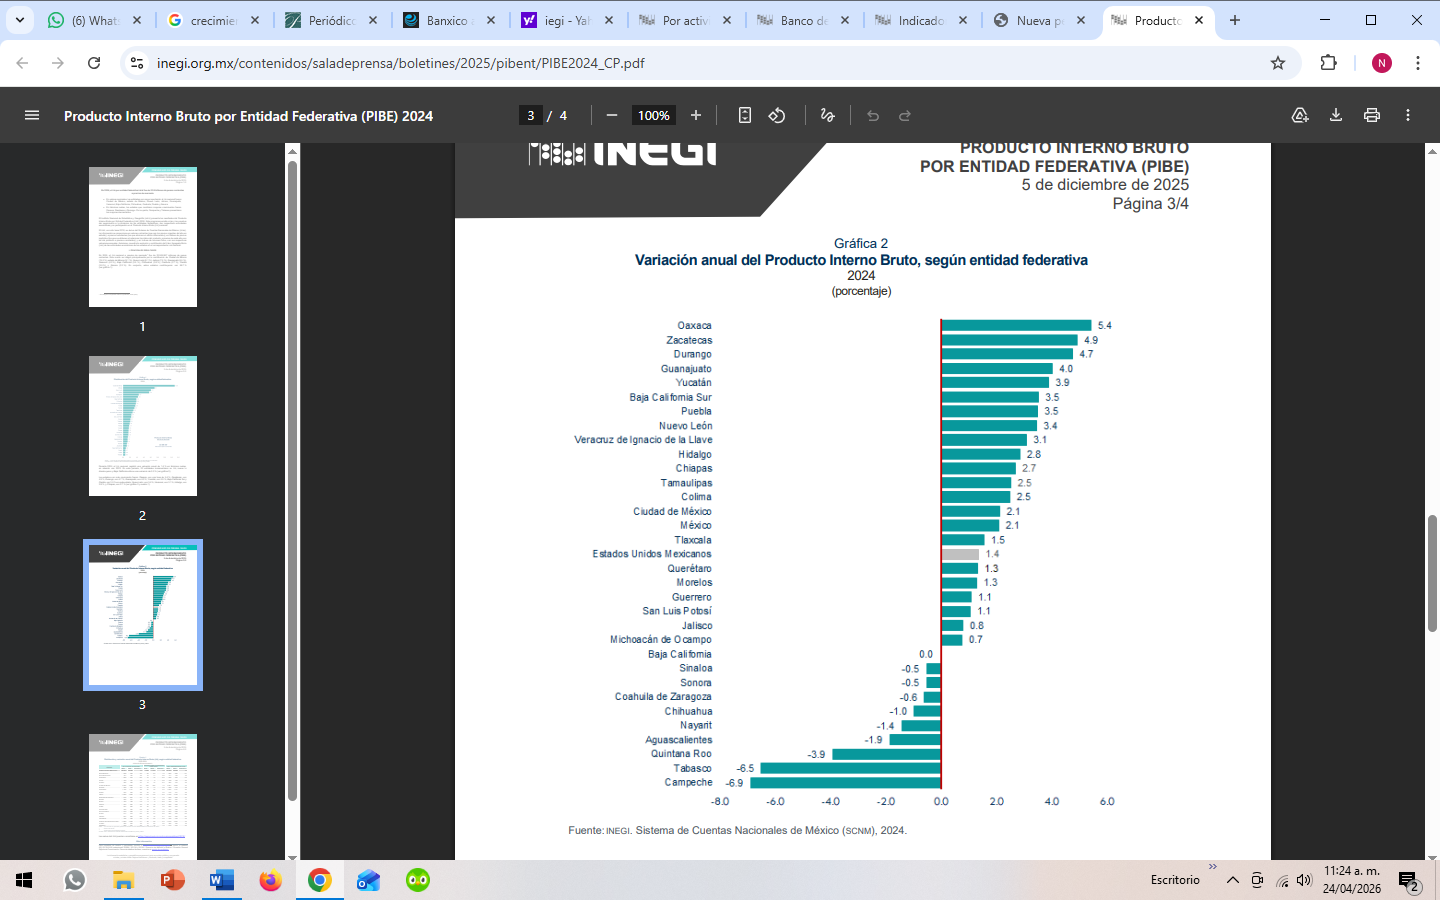 (6) Whats
crecimien
Periódico
Banxico a
iegi - Yah
Por activi
Banco de
Indicado
Nueva pe
Producto
inegi.org.mx/contenidos/saladeprensa/boletines/2025/pibent/PIBE2024_CP.pdf
N
Producto Interno Bruto por Entidad Federativa (PIBE) 2024
3 / 4
100%
INEGI
1
INEGI
2
INEGI
3
INEGI
INEGI
PRODUCTO INTERNO BRUTO
POR ENTIDAD FEDERATIVA (PIBE)
5 de diciembre de 2025
Página 3/4
Gráfica 2
Variación anual del Producto Interno Bruto, según entidad federativa
2024
(porcentaje)
Oaxaca 5.4
Zacatecas 4.9
Durango 4.7
Guanajuato 4.0
Yucatán 3.9
Baja California Sur 3.5
Puebla 3.5
Nuevo León 3.4
Veracruz de Ignacio de la Llave 3.1
Hidalgo 2.8
Chiapas 2.7
Tamaulipas 2.5
Colima 2.5
Ciudad de México 2.1
México 2.1
Tlaxcala 1.5
Estados Unidos Mexicanos 1.4
Querétaro 1.3
Morelos 1.3
Guerrero 1.1
San Luis Potosí 1.1
Jalisco 0.8
Michoacán de Ocampo 0.7
Baja California 0.0
Sinaloa -0.5
Sonora -0.5
Coahuila de Zaragoza -0.6
Chihuahua -1.0
Nayarit -1.4
Aguascalientes -1.9
Quintana Roo -3.9
Tabasco -6.5
Campeche -6.9
-8.0 -6.0 -4.0 -2.0 0.0 2.0 4.0 6.0
Fuente: INEGI. Sistema de Cuentas Nacionales de México (SCNM), 2024.
Escritorio
11:24 a. m.
24/04/2026
2